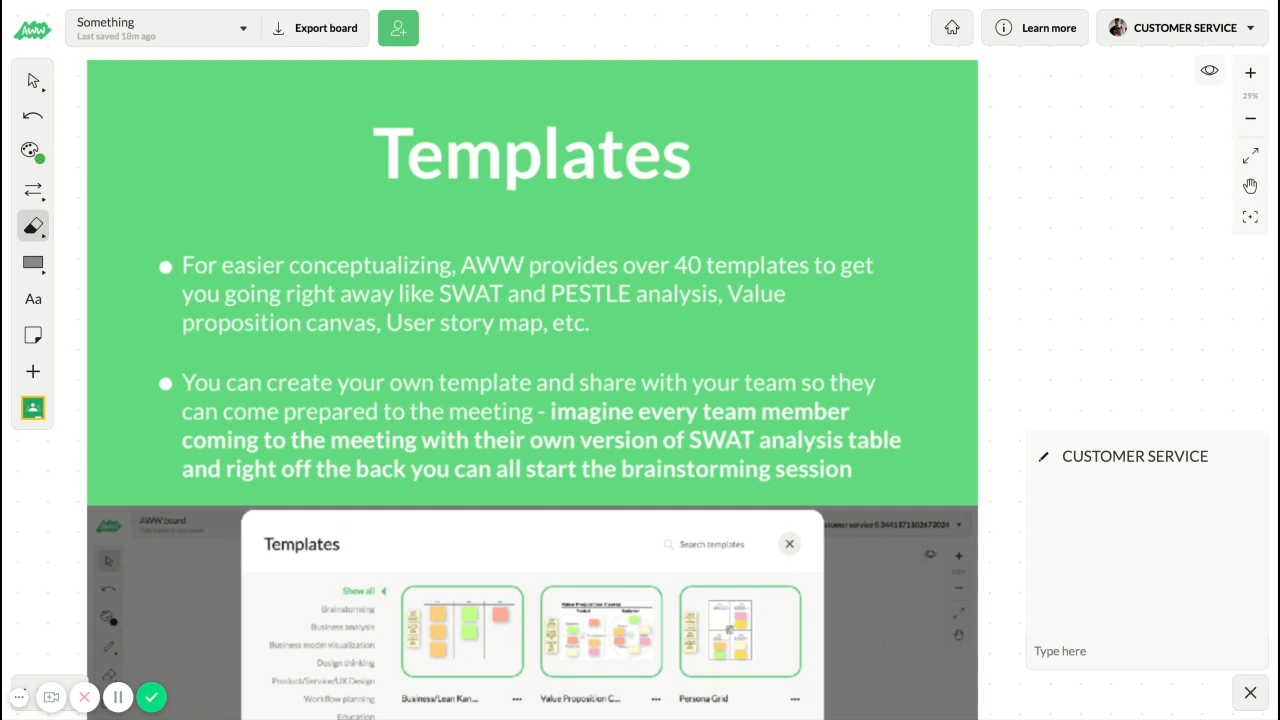 AWW
Something
Last saved 18m ago
Export board
Learn more
CUSTOMER SERVICE
29%
Aa
Templates
For easier conceptualizing, AWW provides over 40 templates to get
you going right away like SWAT and PESTLE analysis, Value
proposition canvas, User story map, etc.
You can create your own template and share with your team so they
can come prepared to the meeting - imagine every team member
coming to the meeting with their own version of SWAT analysis table
and right off the back you can all start the brainstorming session
AWW board
Templates
Search templates
Show all
Brainstorming
Business analysis
Business model visualization
Design thinking
Product/Service/UX Design
Workflow planning
Education
Value Proposition Canvas
Business/Lean Kan...
Value Proposition C...
Persona Grid
CUSTOMER SERVICE
Type here